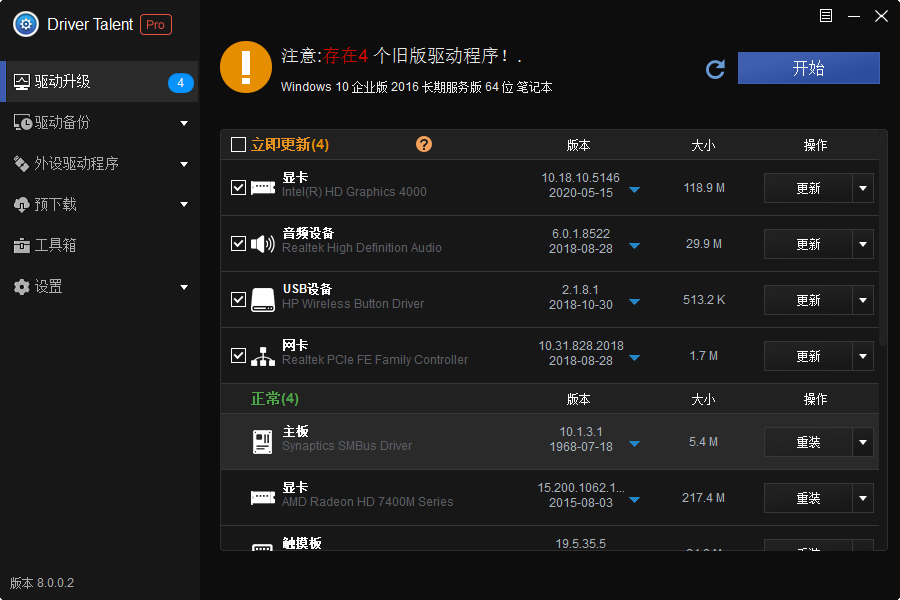 Driver Talent Pro
驱动升级 4
驱动备份
外设驱动程序
预下载
工具箱
设置
版本 8.0.0.2
注意:存在4 个旧版驱动程序! .
Windows 10 企业版 2016 长期服务版 64 位 笔记本
开始
立即更新(4) ? 版本 大小 操作
显卡
Intel(R) HD Graphics 4000
10.18.10.5146
2020-05-15
118.9 M
更新
音频设备
Realtek High Definition Audio
6.0.1.8522
2018-08-28
29.9 M
更新
USB设备
HP Wireless Button Driver
2.1.8.1
2018-10-30
513.2 K
更新
网卡
Realtek PCIe FE Family Controller
10.31.828.2018
2018-08-28
1.7 M
更新
正常(4) 版本 大小 操作
主板
Synaptics SMBus Driver
10.1.3.1
1968-07-18
5.4 M
重装
显卡
AMD Radeon HD 7400M Series
15.200.1062.1...
2015-08-03
217.4 M
重装
触摸板
19.5.35.5